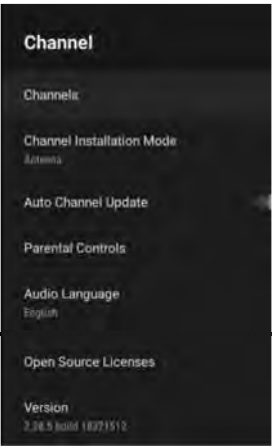 Channel
Channels
Channel Installation Mode
Antenna
Auto Channel Update
Parental Controls
Audio Language
English
Open Source Licenses
Version